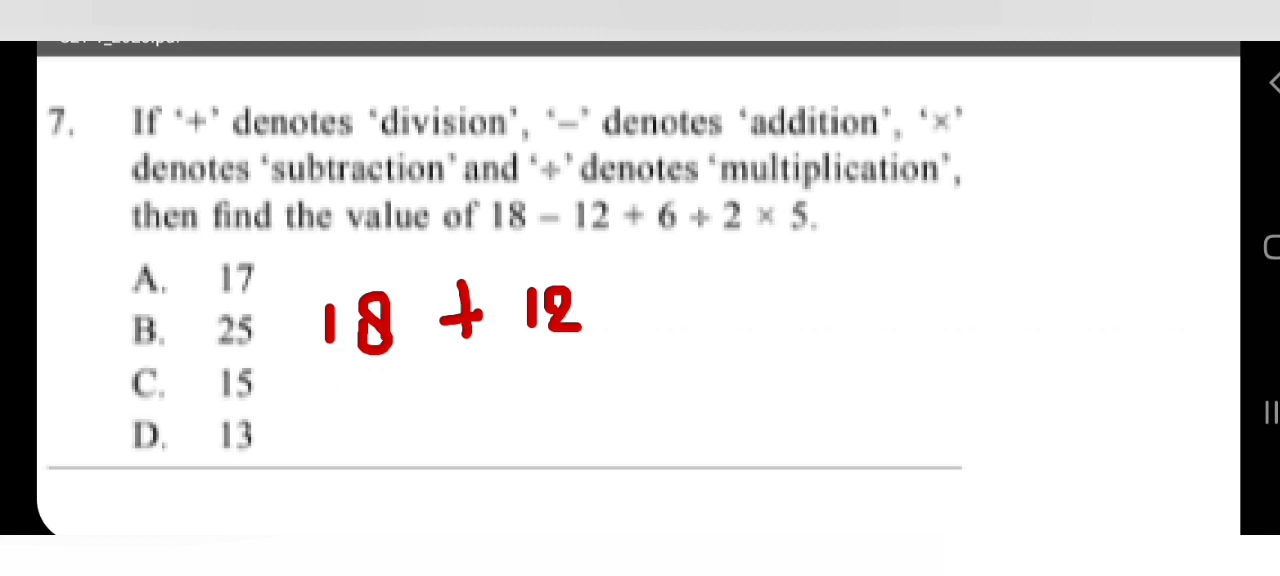 7. If ‘+’ denotes ‘division’, ‘–’ denotes ‘addition’, ‘×’
denotes ‘subtraction’ and ‘÷’ denotes ‘multiplication’,
then find the value of 18 – 12 + 6 ÷ 2 × 5.
A. 17
B. 25
C. 15
D. 13
18 + 12